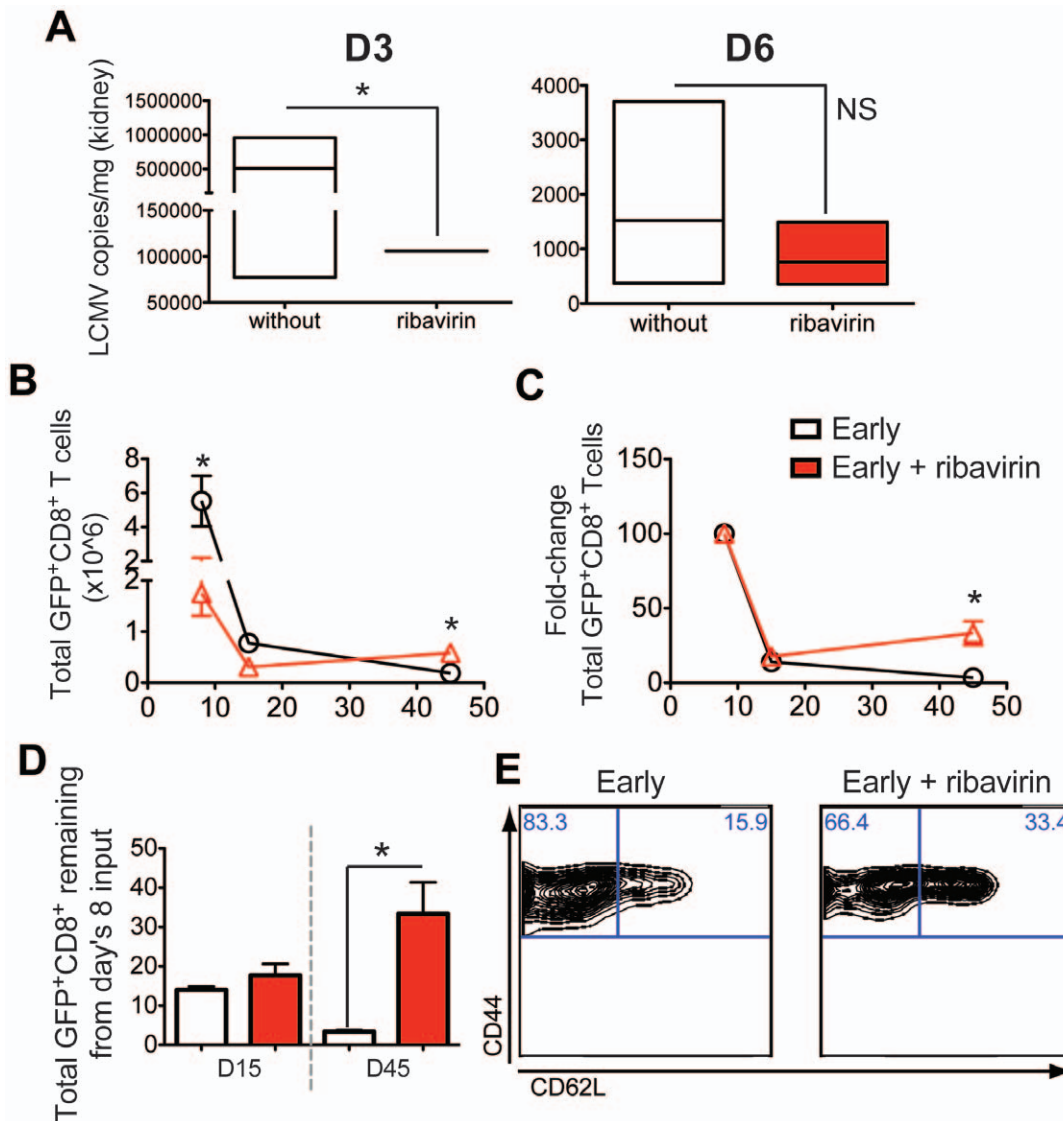 A
D3
D6
LCMV copies/mg (kidney)
1500000
1000000
500000
150000
100000
50000
*
without
ribavirin
4000
3000
2000
1000
0
NS
without
ribavirin
B
Total GFP+CD8+ T cells
(x10^6)
8
6
4
2
2
1
0
*
*
0 10 20 30 40 50
C
Early
Early + ribavirin
Fold-change
Total GFP+CD8+ Tcells
150
100
50
0
*
0 10 20 30 40 50
D
Total GFP+CD8+ remaining
from day's 8 input
50
40
30
20
10
0
*
D15
D45
E
Early
Early + ribavirin
83.3
15.9
66.4
33.4
CD44
CD62L